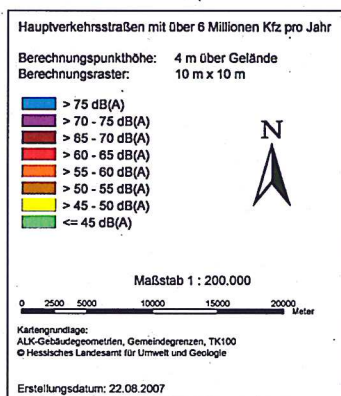 Hauptverkehrsstraßen mit über 6 Millionen Kfz pro Jahr
Berechnungspunkthöhe: 4 m über Gelände
Berechnungsraster: 10 m x 10 m
> 75 dB(A)
> 70 - 75 dB(A)
> 65 - 70 dB(A)
> 60 - 65 dB(A)
> 55 - 60 dB(A)
> 50 - 55 dB(A)
> 45 - 50 dB(A)
<= 45 dB(A)
N
Maßstab 1 : 200.000
0 2500 5000 10000 15000 20000
Meter
Kartengrundlage:
ALK-Gebäudegeometrien, Gemeindegrenzen, TK100
© Hessisches Landesamt für Umwelt und Geologie
Erstellungsdatum: 22.08.2007